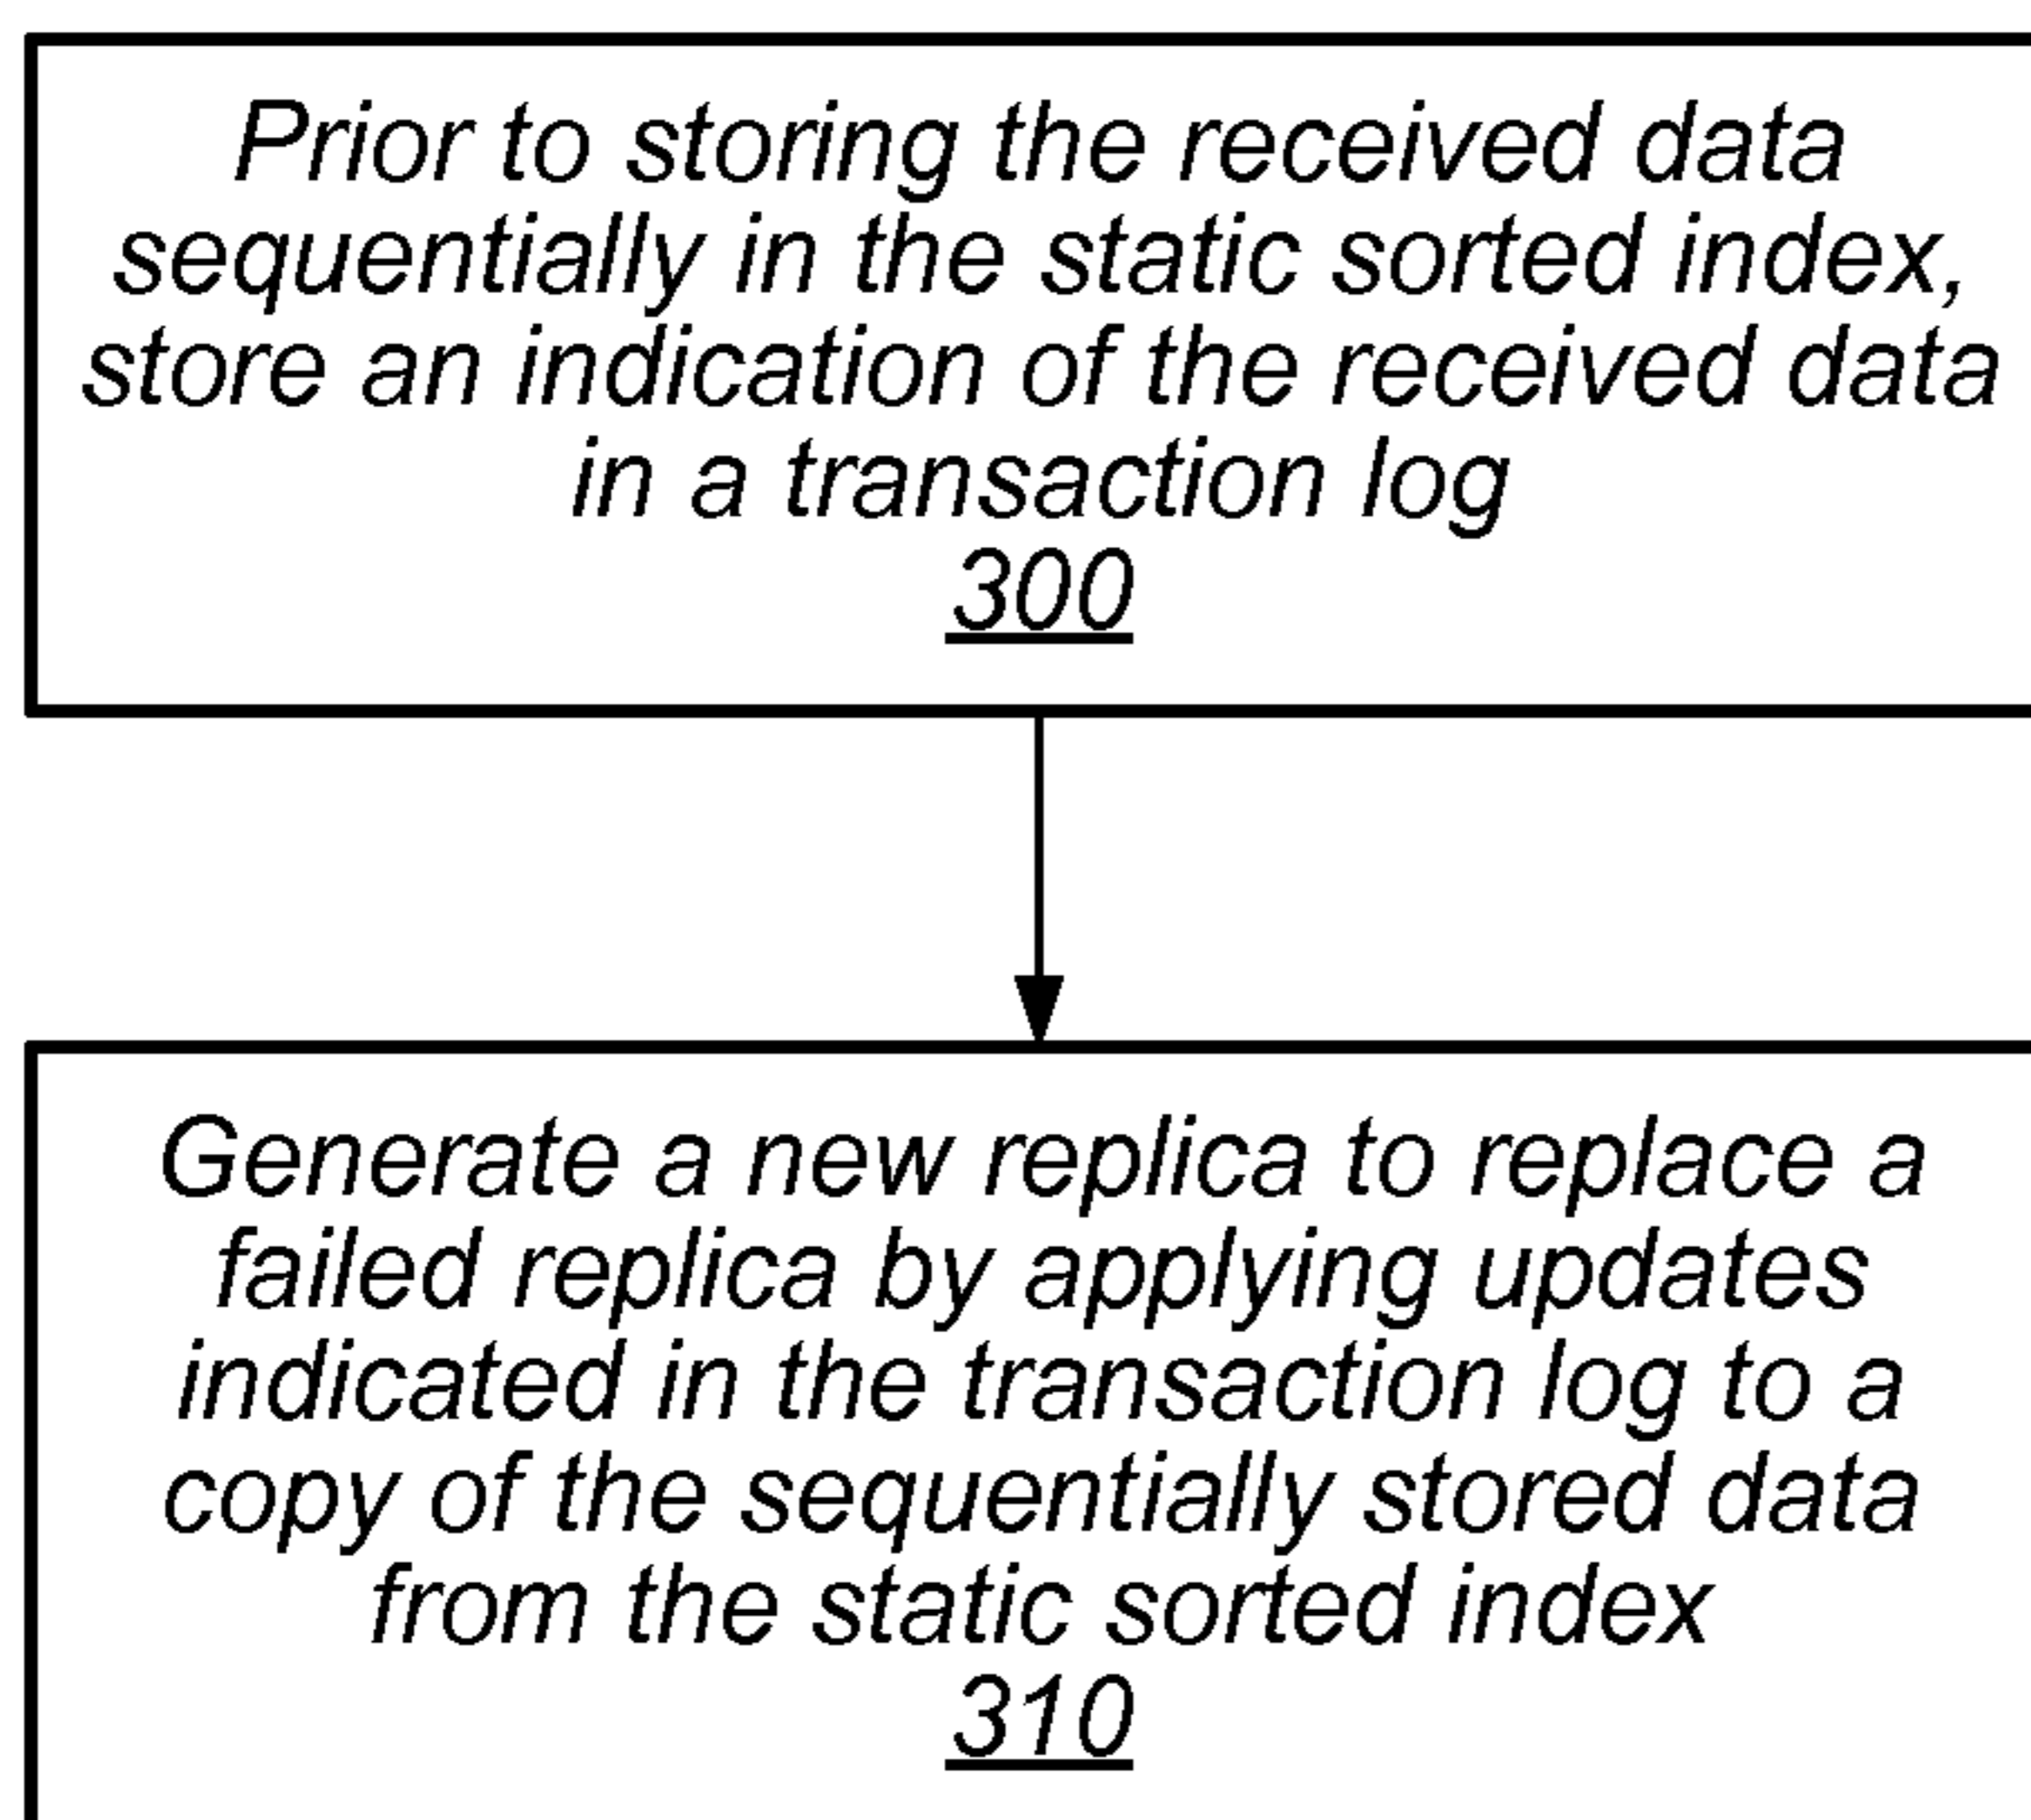 Prior to storing the received data
sequentially in the static sorted index,
store an indication of the received data
in a transaction log
300
Generate a new replica to replace a
failed replica by applying updates
indicated in the transaction log to a
copy of the sequentially stored data
from the static sorted index
310